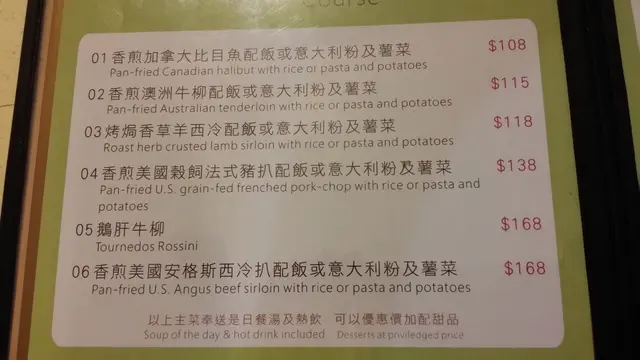 Course
01 香煎加拿大比目魚配飯或意大利粉及薯菜 $108
Pan-fried Canadian halibut with rice or pasta and potatoes
02 香煎澳洲牛柳配飯或意大利粉及薯菜 $115
Pan-fried Australian tenderloin with rice or pasta and potatoes
03 烤焗香草羊西冷配飯或意大利粉及薯菜 $118
Roast herb crusted lamb sirloin with rice or pasta and potatoes
04 香煎美國穀飼法式豬扒配飯或意大利粉及薯菜 $138
Pan-fried U.S. grain-fed frenched pork-chop with rice or pasta and
potatoes
05 鵝肝牛柳 $168
Tournedos Rossini
06 香煎美國安格斯西冷扒配飯或意大利粉及薯菜 $168
Pan-fried U.S. Angus beef sirloin with rice or pasta and potatoes
以上主菜奉送是日餐湯及熱飲 可以優惠價加配甜品
Soup of the day & hot drink included Desserts at priviledged price